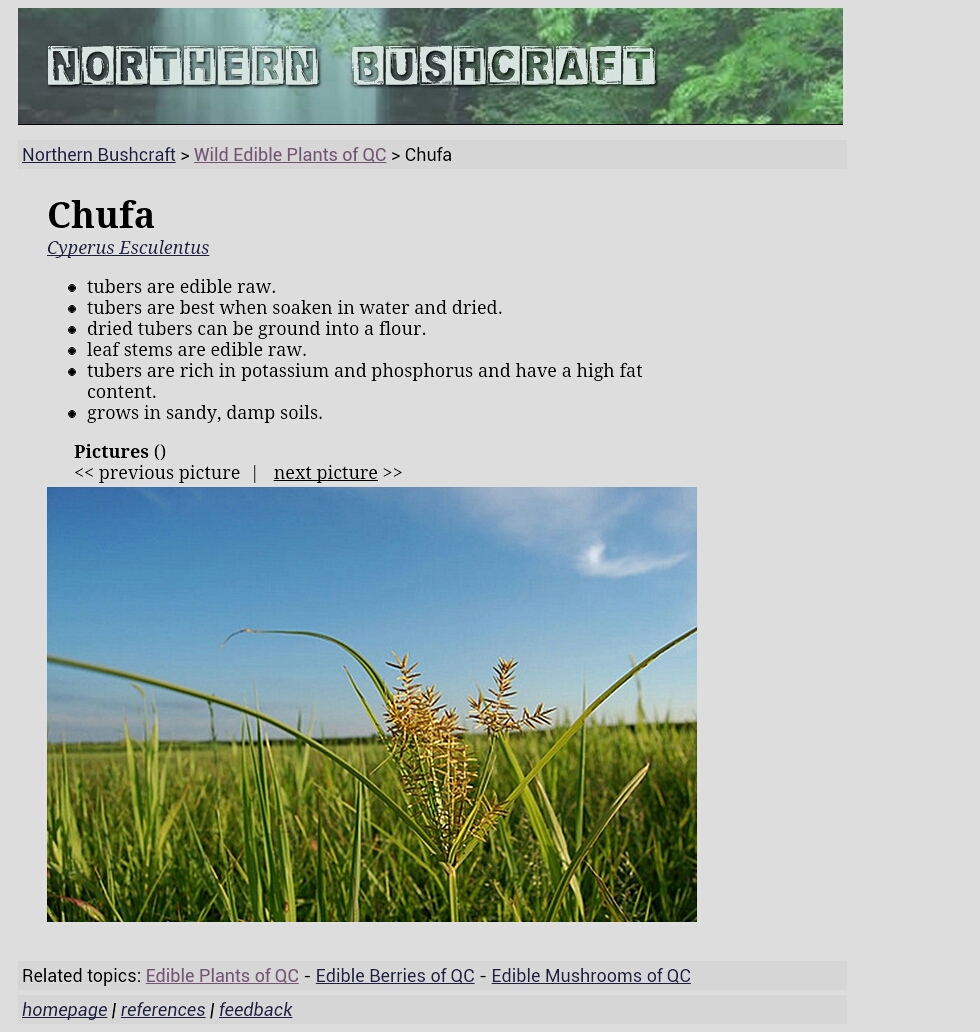 NORTHERN BUSHCRAFT
Northern Bushcraft > Wild Edible Plants of QC > Chufa
Chufa
Cyperus Esculentus
tubers are edible raw.
tubers are best when soaken in water and dried.
dried tubers can be ground into a flour.
leaf stems are edible raw.
tubers are rich in potassium and phosphorus and have a high fat
content.
grows in sandy, damp soils.
Pictures ()
<< previous picture | next picture >>
Related topics: Edible Plants of QC - Edible Berries of QC - Edible Mushrooms of QC
homepage | references | feedback